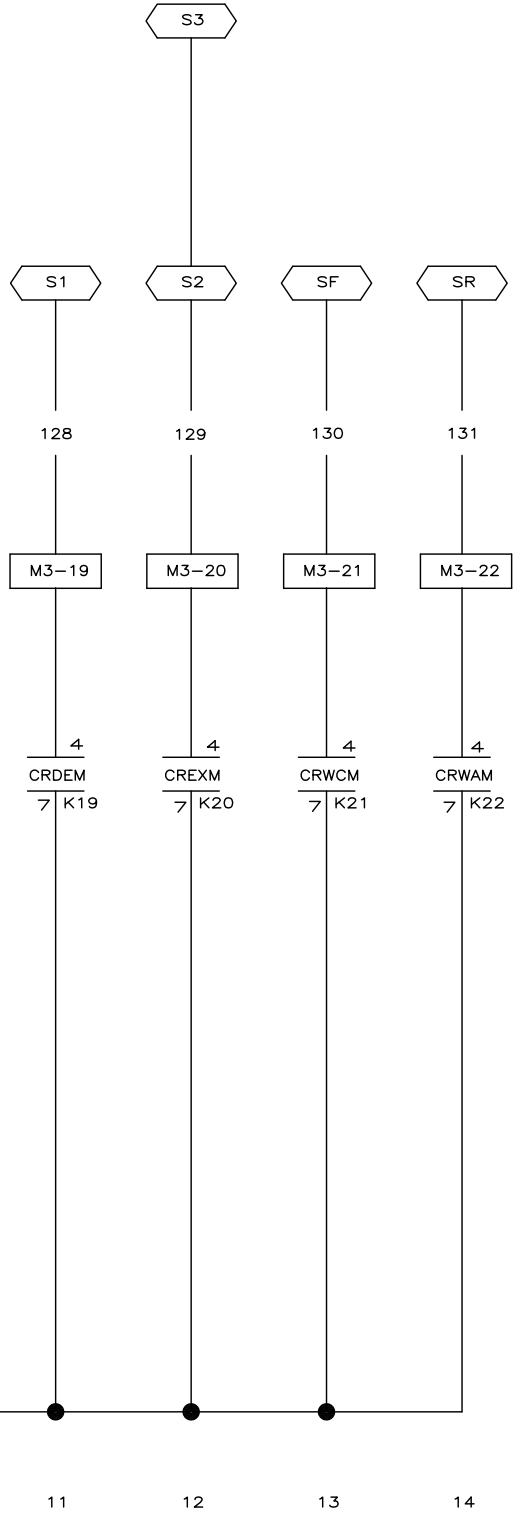 S3
S1 S2 SF SR
128 129 130 131
M3-19 M3-20 M3-21 M3-22
4 4 4 4
CRDEM CREXM CRWCM CRWAM
7 K19 7 K20 7 K21 7 K22
11 12 13 14